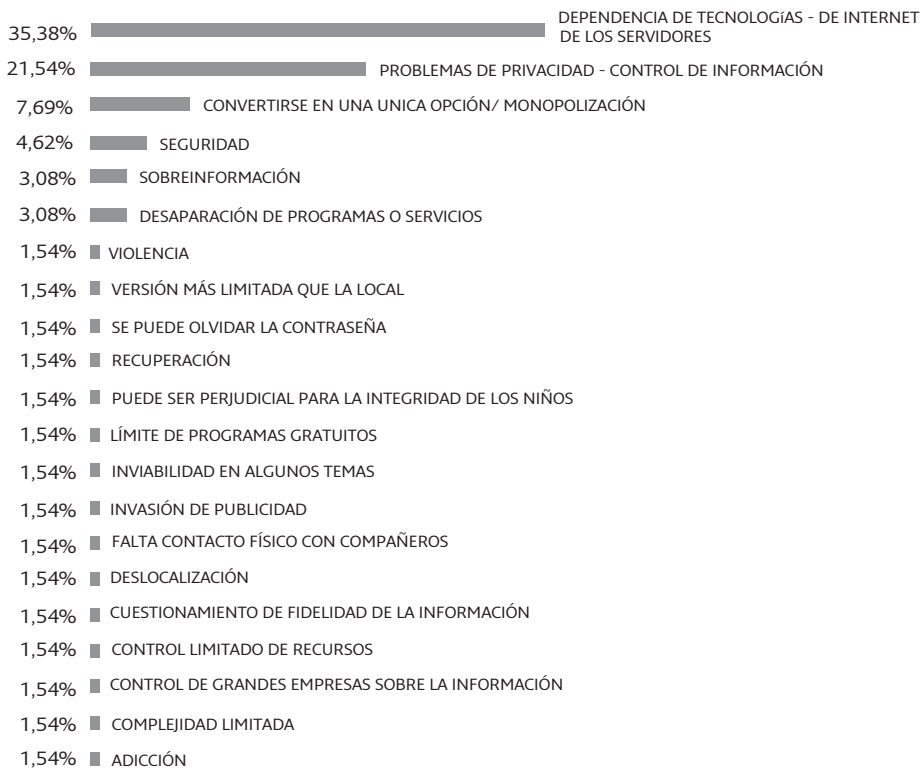 35,38% DEPENDENCIA DE TECNOLOGíAS - DE INTERNET
DE LOS SERVIDORES
21,54% PROBLEMAS DE PRIVACIDAD - CONTROL DE INFORMACIÓN
7,69% CONVERTIRSE EN UNA UNICA OPCIÓN/ MONOPOLIZACIÓN
4,62% SEGURIDAD
3,08% SOBREINFORMACIÓN
3,08% DESAPARACIÓN DE PROGRAMAS O SERVICIOS
1,54% VIOLENCIA
1,54% VERSIÓN MÁS LIMITADA QUE LA LOCAL
1,54% SE PUEDE OLVIDAR LA CONTRASEÑA
1,54% RECUPERACIÓN
1,54% PUEDE SER PERJUDICIAL PARA LA INTEGRIDAD DE LOS NIÑOS
1,54% LÍMITE DE PROGRAMAS GRATUITOS
1,54% INVIABILIDAD EN ALGUNOS TEMAS
1,54% INVASIÓN DE PUBLICIDAD
1,54% FALTA CONTACTO FÍSICO CON COMPAÑEROS
1,54% DESLOCALIZACIÓN
1,54% CUESTIONAMIENTO DE FIDELIDAD DE LA INFORMACIÓN
1,54% CONTROL LIMITADO DE RECURSOS
1,54% CONTROL DE GRANDES EMPRESAS SOBRE LA INFORMACIÓN
1,54% COMPLEJIDAD LIMITADA
1,54% ADICCIÓN